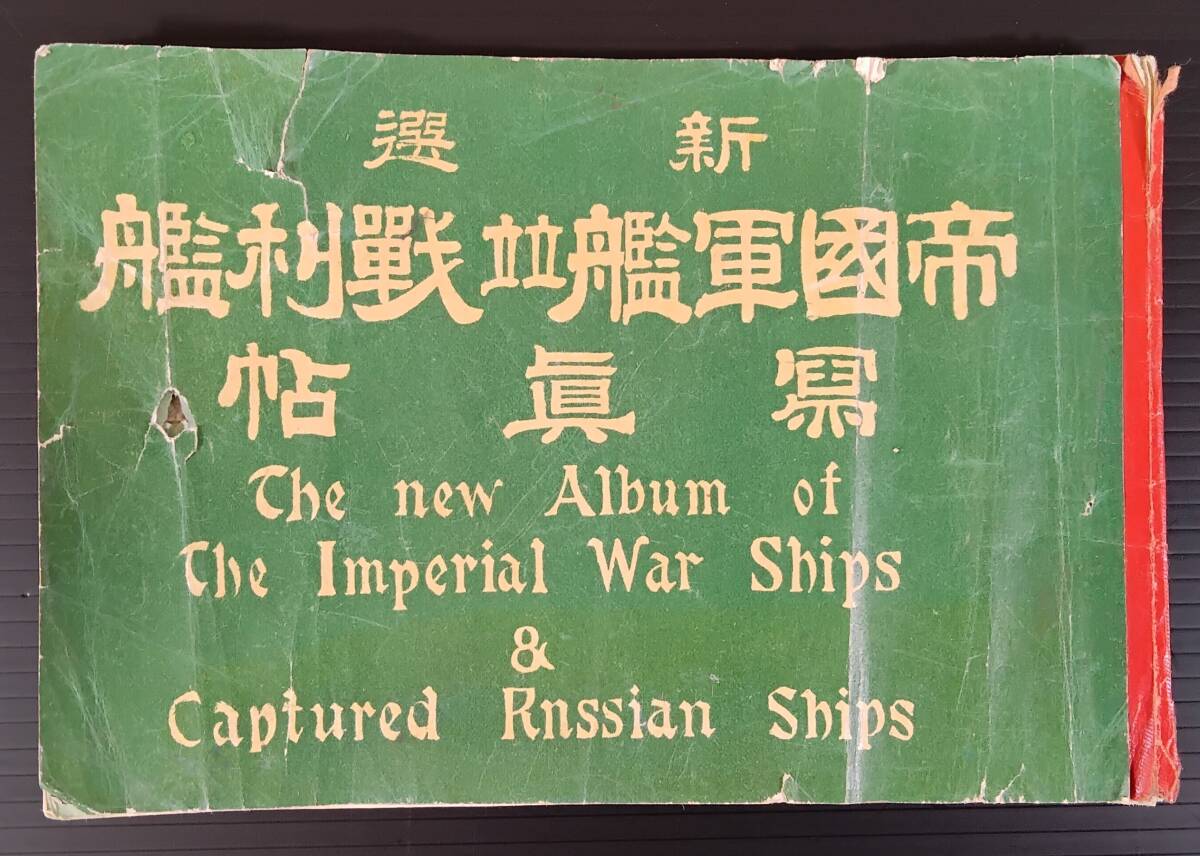 新選
帝國軍艦並戰利艦
寫眞帖
The new Album of
The Imperial War Ships
&
Captured Rnssian Ships